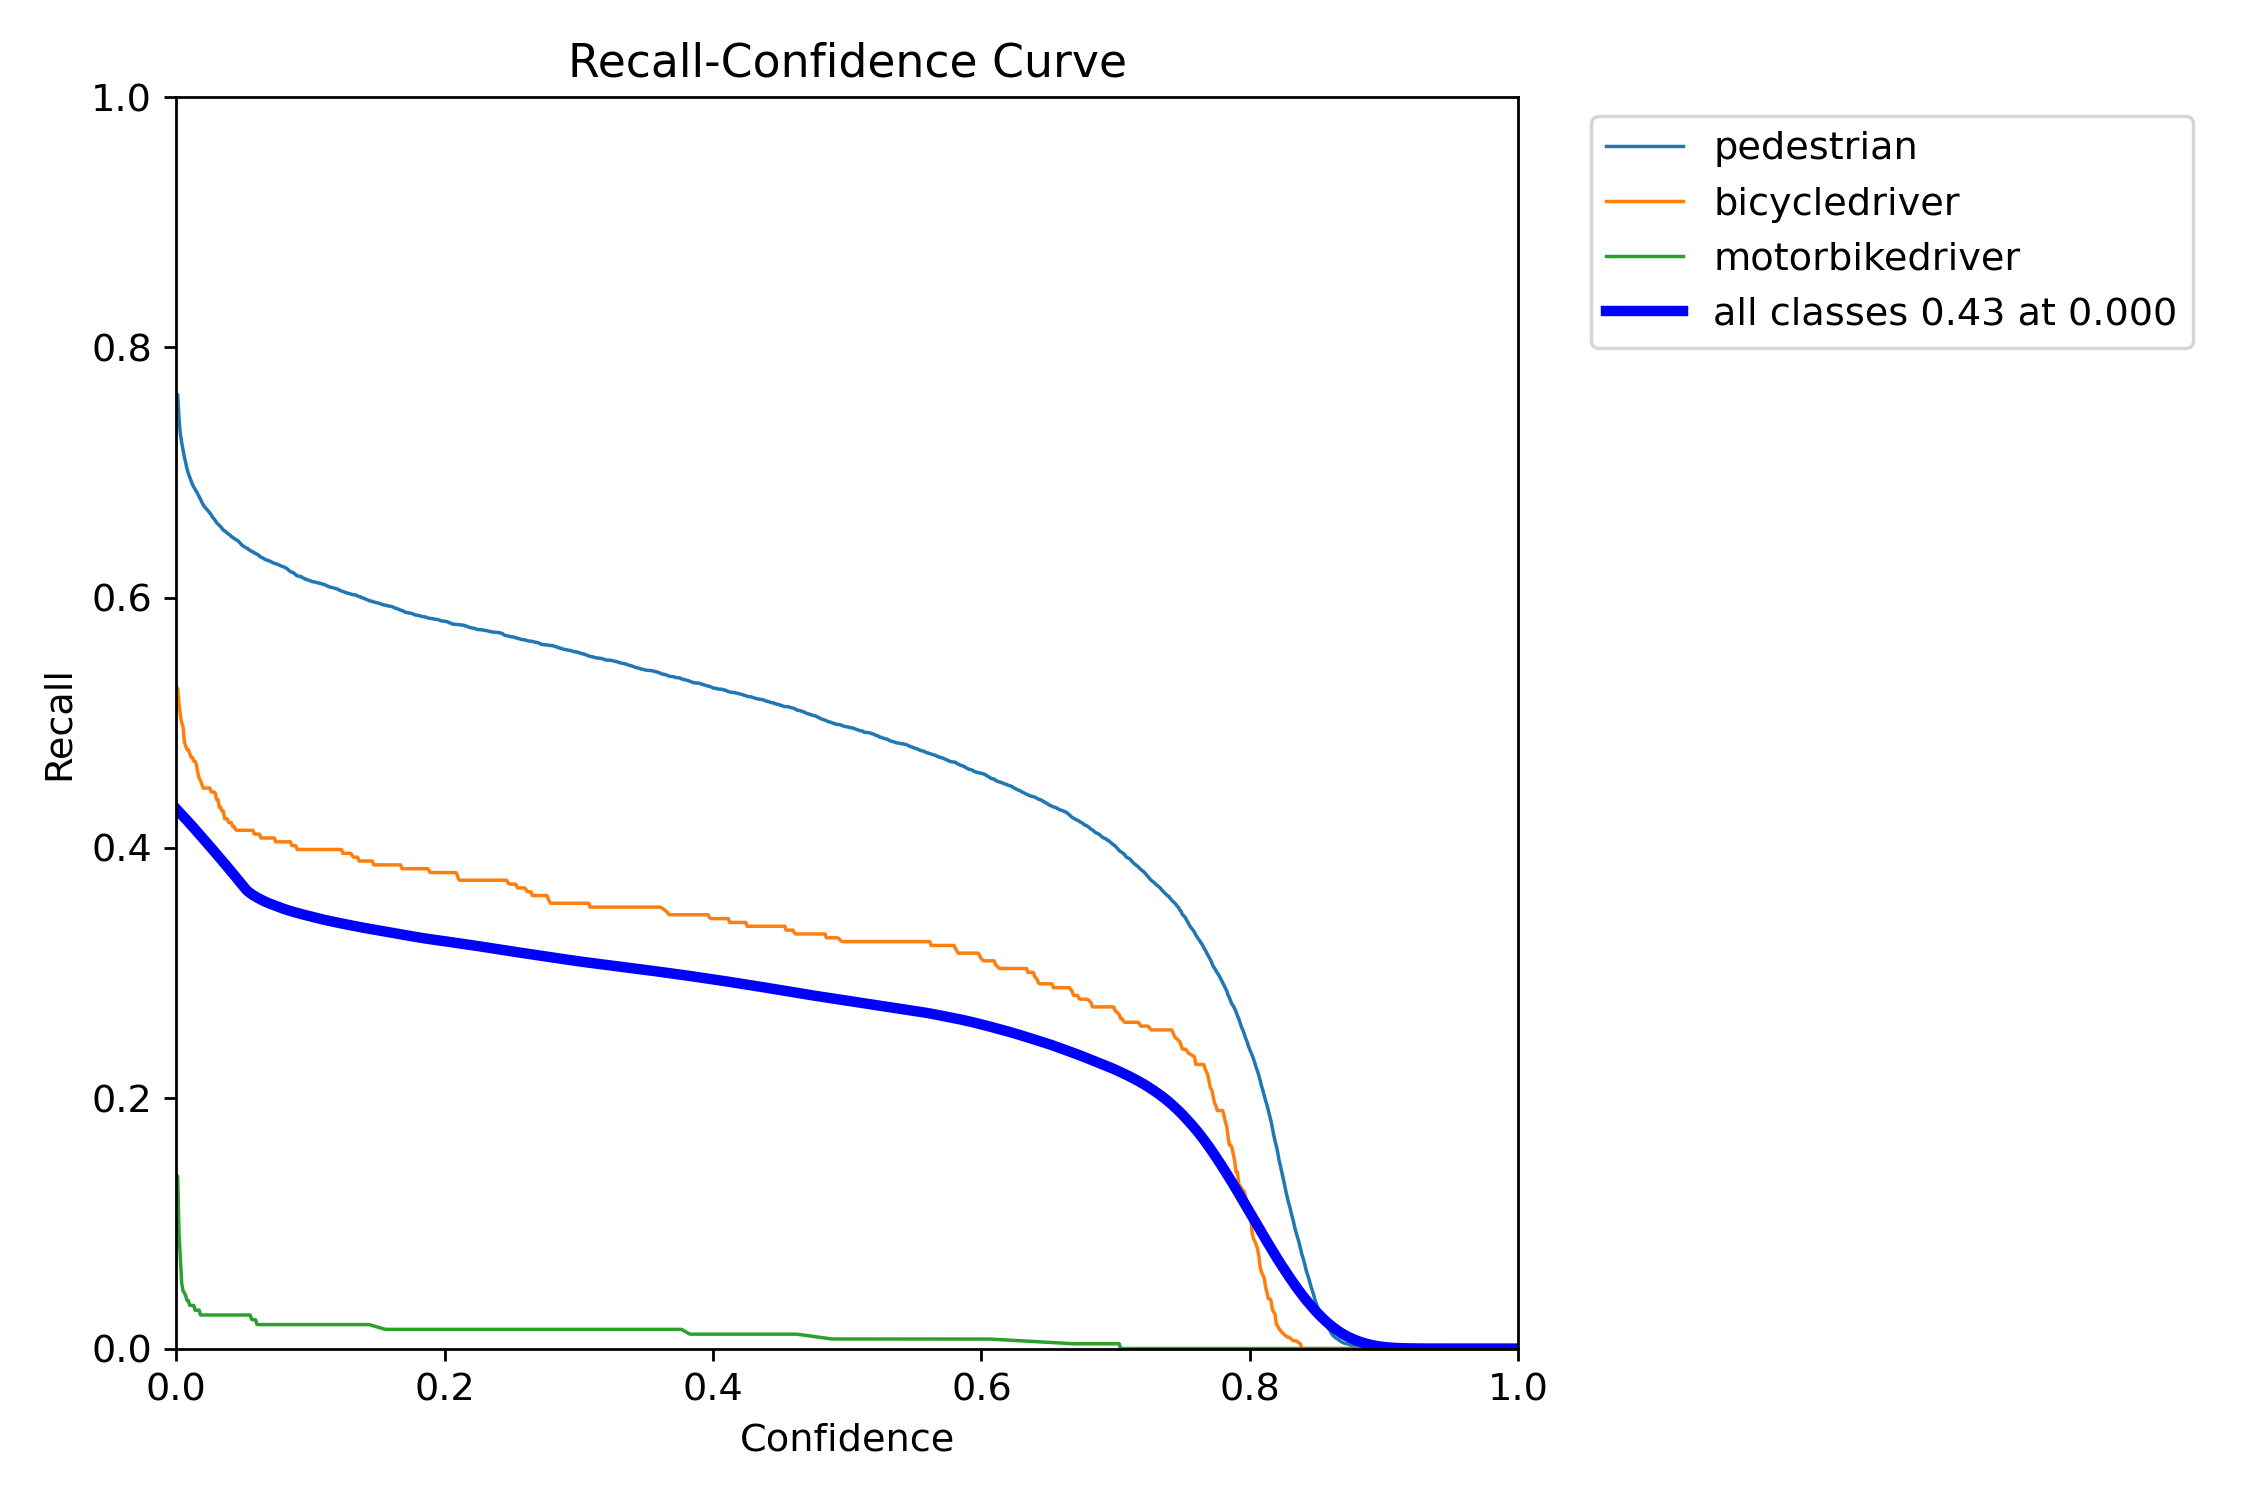 Recall-Confidence Curve
1.0
0.8
0.6
0.4
0.2
0.0
Recall
0.0 0.2 0.4 0.6 0.8 1.0
Confidence
pedestrian
bicycledriver
motorbikedriver
all classes 0.43 at 0.000